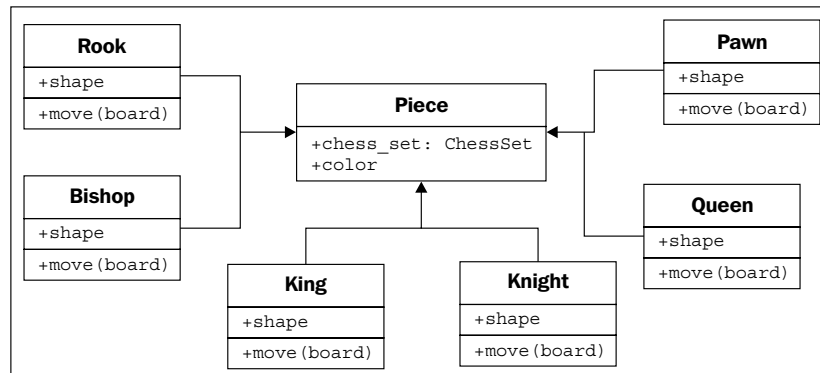 Rook
+shape
+move(board)
Bishop
+shape
+move(board)
Piece
+chess_set: ChessSet
+color
King
+shape
+move(board)
Knight
+shape
+move(board)
Pawn
+shape
+move(board)
Queen
+shape
+move(board)